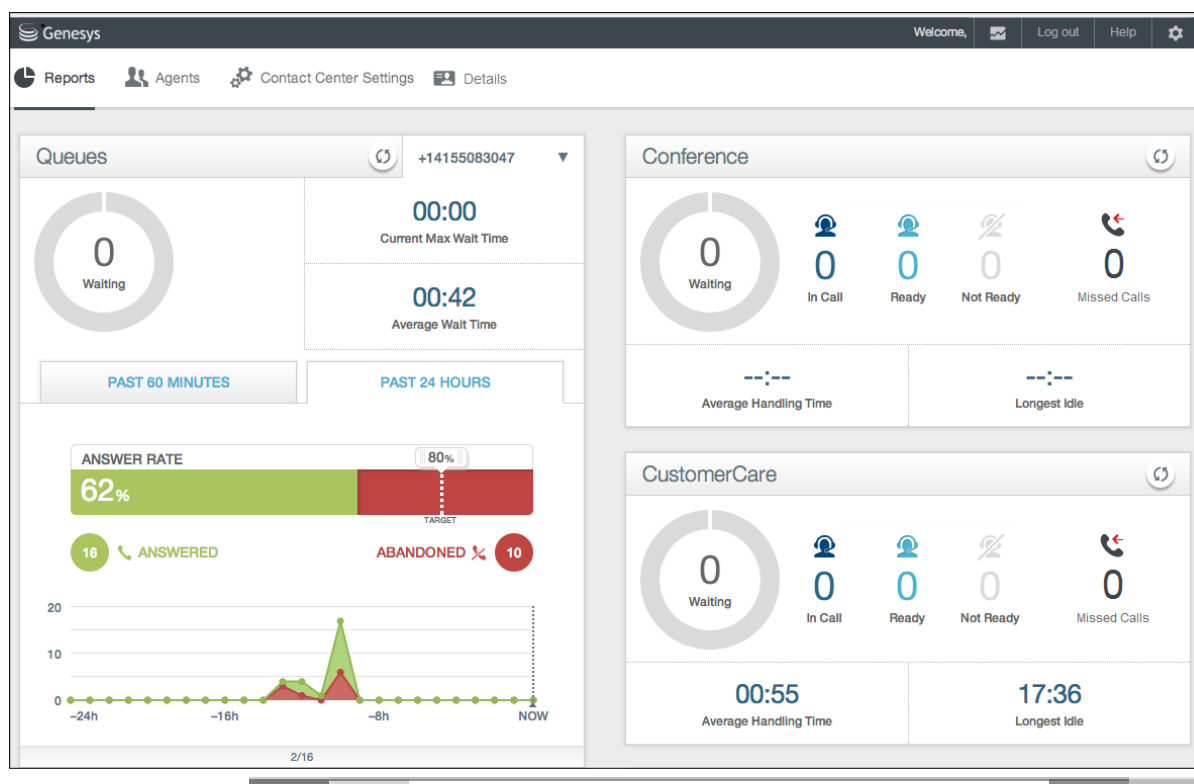 Genesys
Welcome, Log out Help
Reports Agents Contact Center Settings Details
Queues +14155083047
0
Waiting
00:00
Current Max Wait Time
00:42
Average Wait Time
PAST 60 MINUTES PAST 24 HOURS
ANSWER RATE 80%
62%
TARGET
16 ANSWERED ABANDONED 10
20
10
0
-24h -16h -8h NOW
2/16
Conference
0
Waiting
0
In Call
0
Ready
0
Not Ready
0
Missed Calls
--:--
Average Handling Time
--:--
Longest Idle
CustomerCare
0
Waiting
0
In Call
0
Ready
0
Not Ready
0
Missed Calls
00:55
Average Handling Time
17:36
Longest Idle